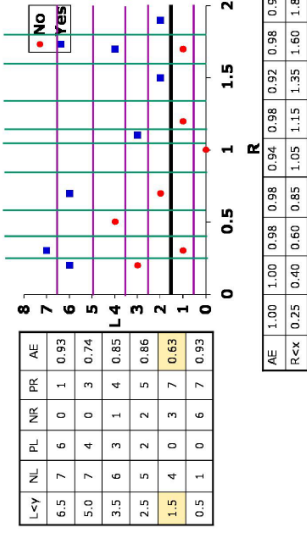 L<y NL PL NR PR AE
6.5 7 6 0 1 0.93
5.0 7 4 0 3 0.74
3.5 6 3 1 4 0.85
2.5 5 2 2 5 0.86
1.5 4 0 3 7 0.63
0.5 1 0 6 7 0.93
No
Yes
8
7
6
5
L4
3
2
1
0
0 0.5 1 1.5 2
R
AE 1.00 1.00 0.98 0.98 0.94 0.98 0.92 0.98
R<x 0.25 0.40 0.60 0.85 1.05 1.15 1.35 1.60